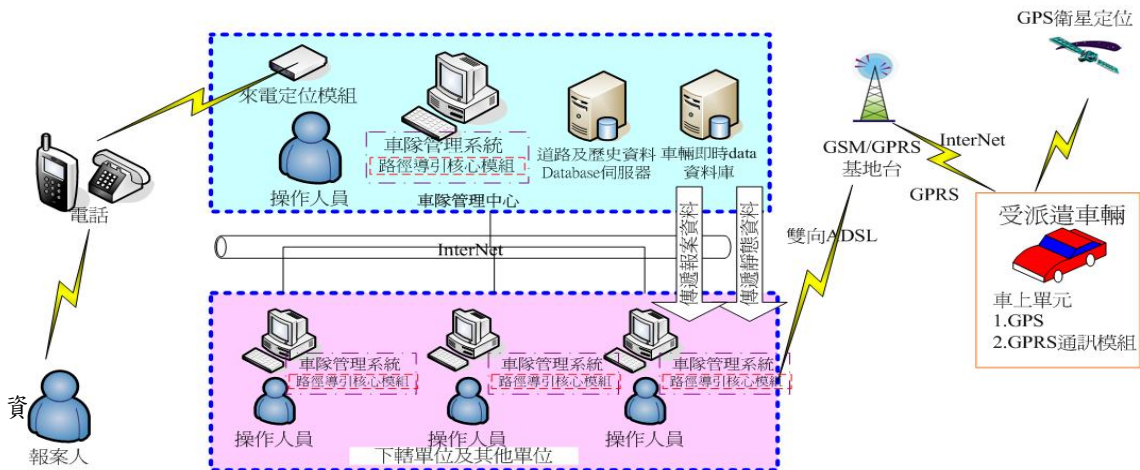 GPS衛星定位
來電定位模組
操作人員
車隊管理系統
路徑導引核心模組
車隊管理中心
道路及歷史資料
Database伺服器
車輛即時data
資料庫
電話
GSM/GPRS
基地台
InterNet
GPRS
受派遣車輛
車上單元
1.GPS
2.GPRS通訊模組
InterNet
傳遞報案資料
傳遞靜態資料
雙向ADSL
車隊管理系統
路徑導引核心模組
操作人員
車隊管理系統
路徑導引核心模組
操作人員
車隊管理系統
路徑導引核心模組
操作人員
下轄單位及其他單位
資
報案人